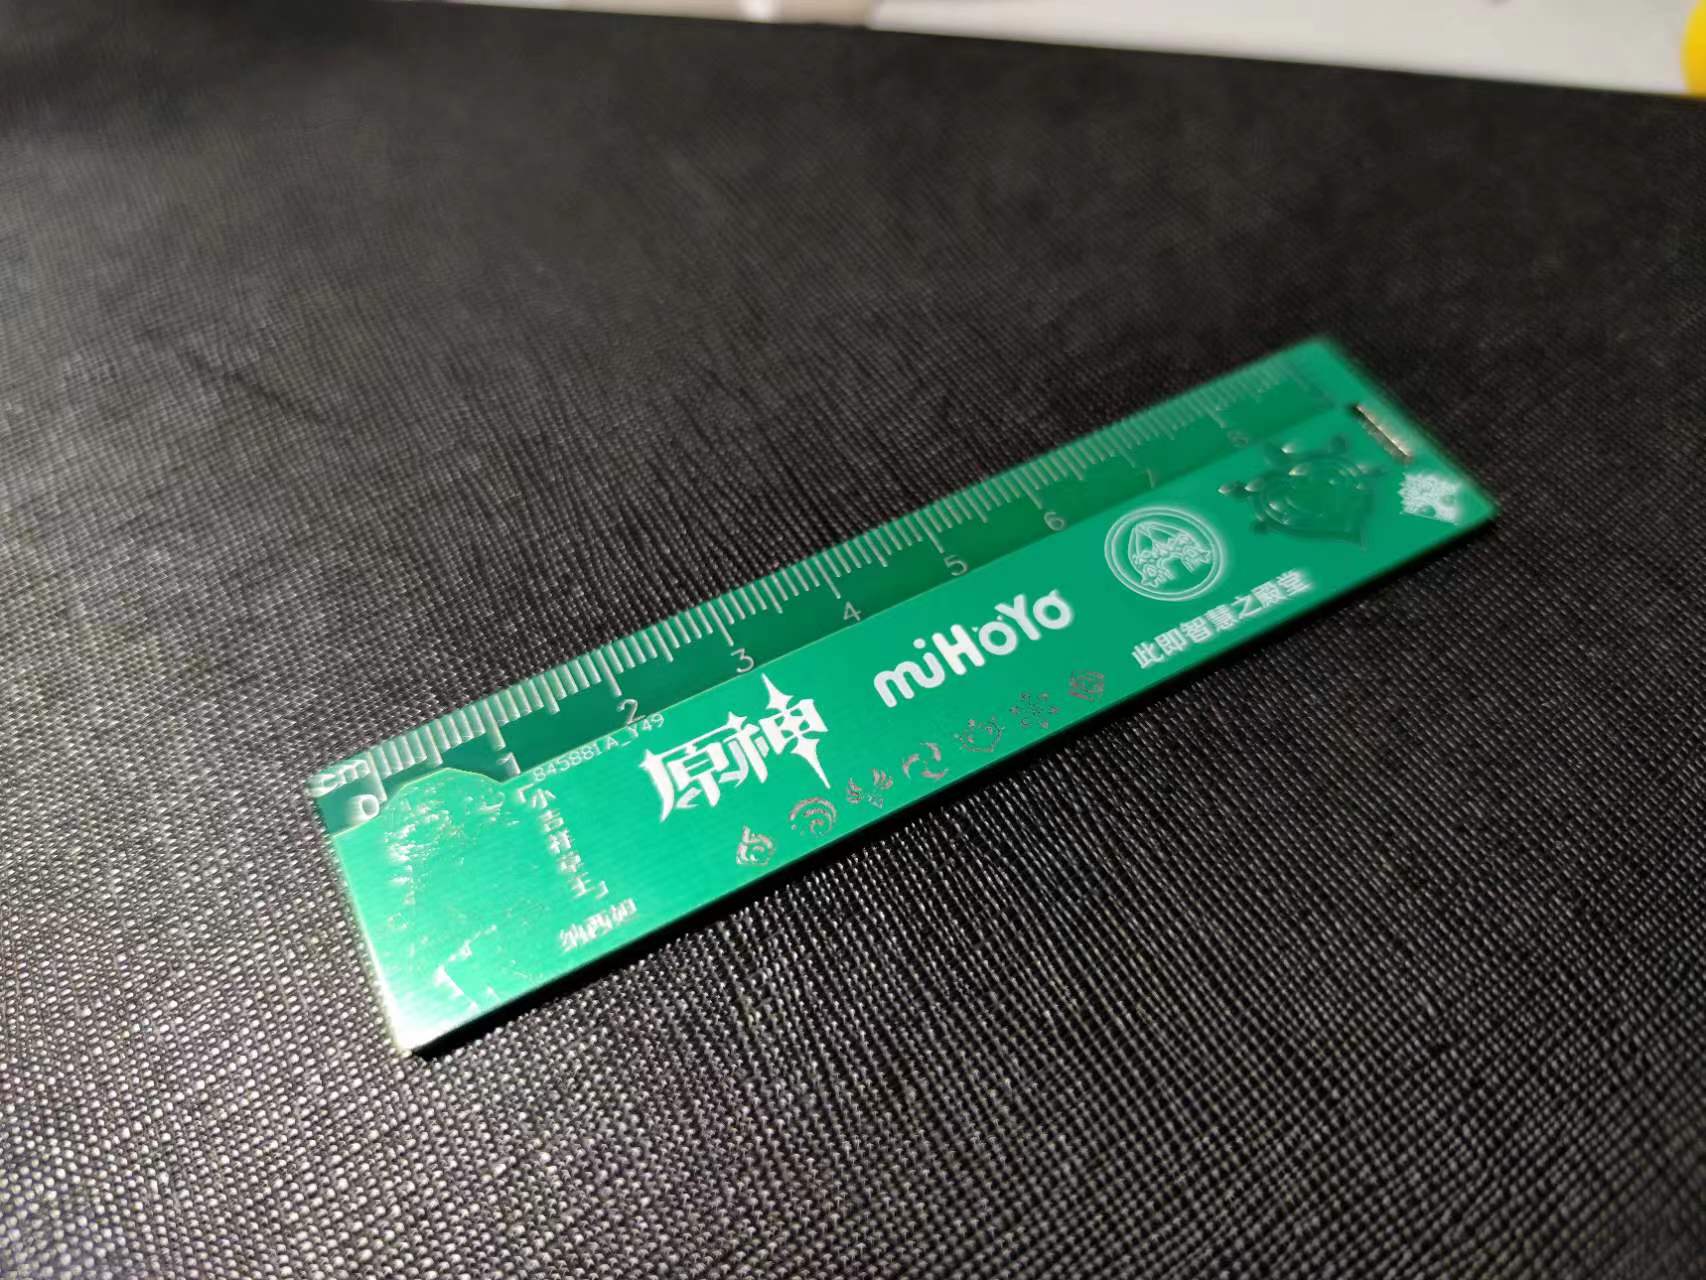 cm
0 1 2 3 4 5 6 7 8
845881A_Y49
「小吉祥草王」
纳西妲
原神
miHoYo
此即智慧之殿堂